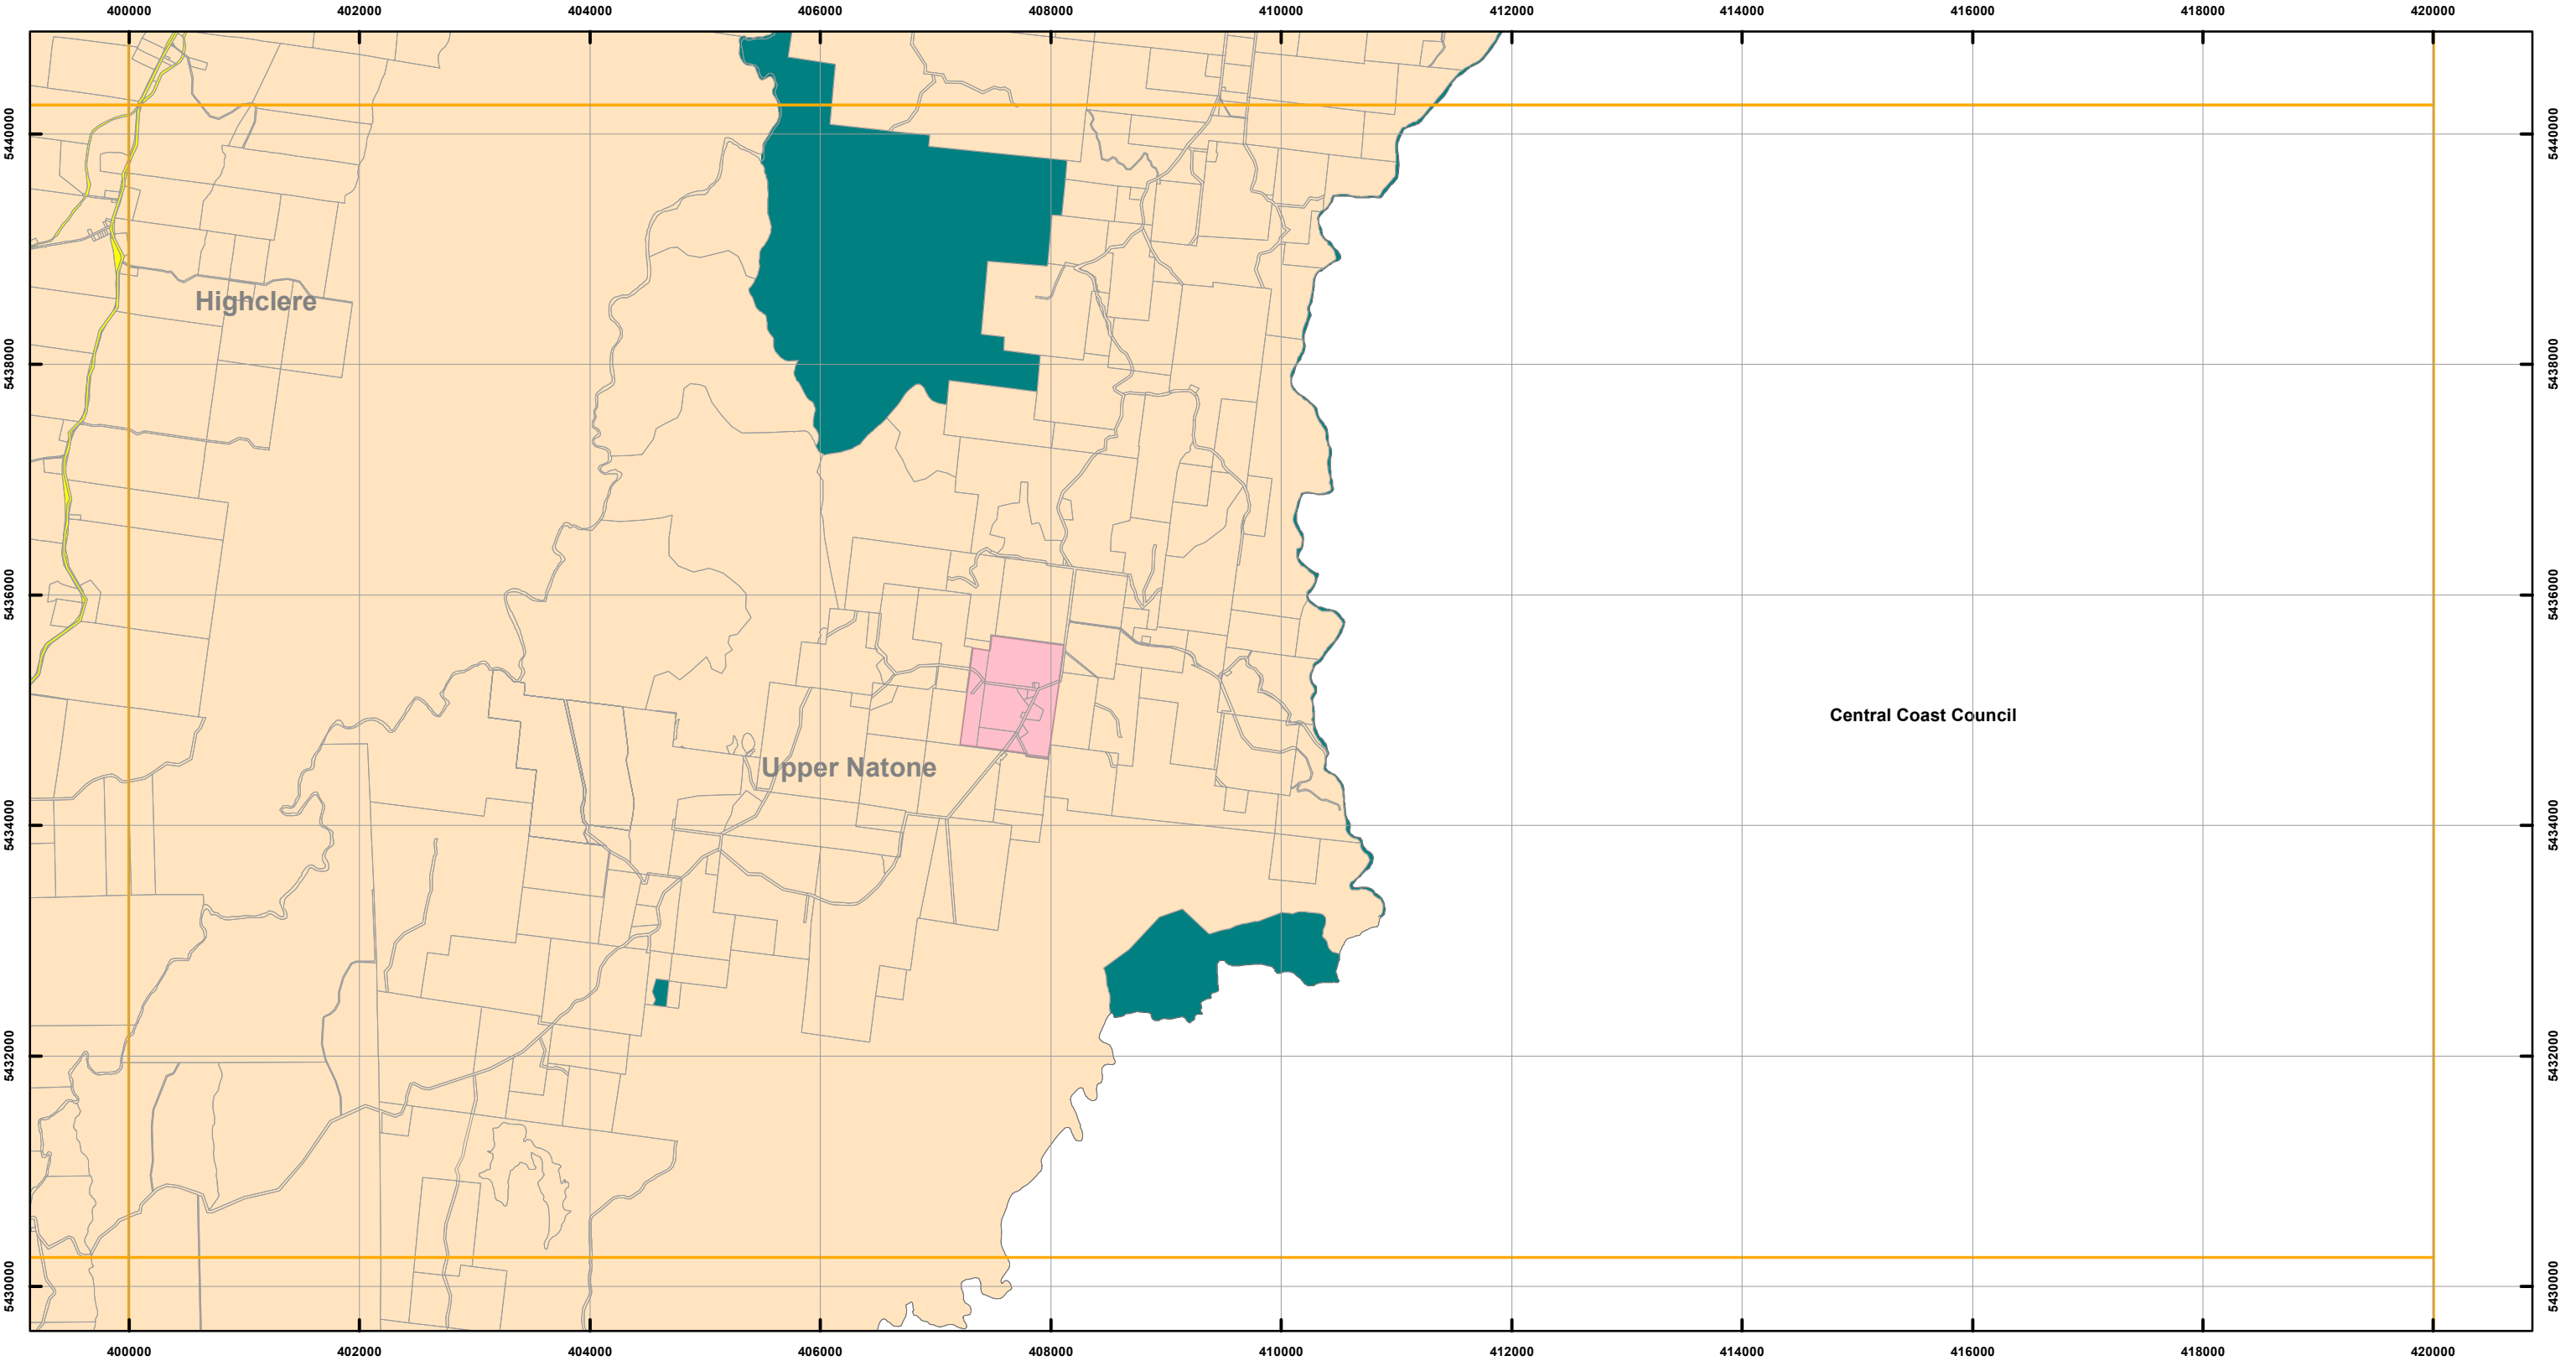 400000 402000 404000 406000 408000 410000 412000 414000 416000 418000 420000
5440000 5440000
Highclere
5438000 5438000
5436000 5436000
Central Coast Council
Upper Natone
5434000 5434000
5432000 5432000
5430000 5430000
400000 402000 404000 406000 408000 410000 412000 414000 416000 418000 420000